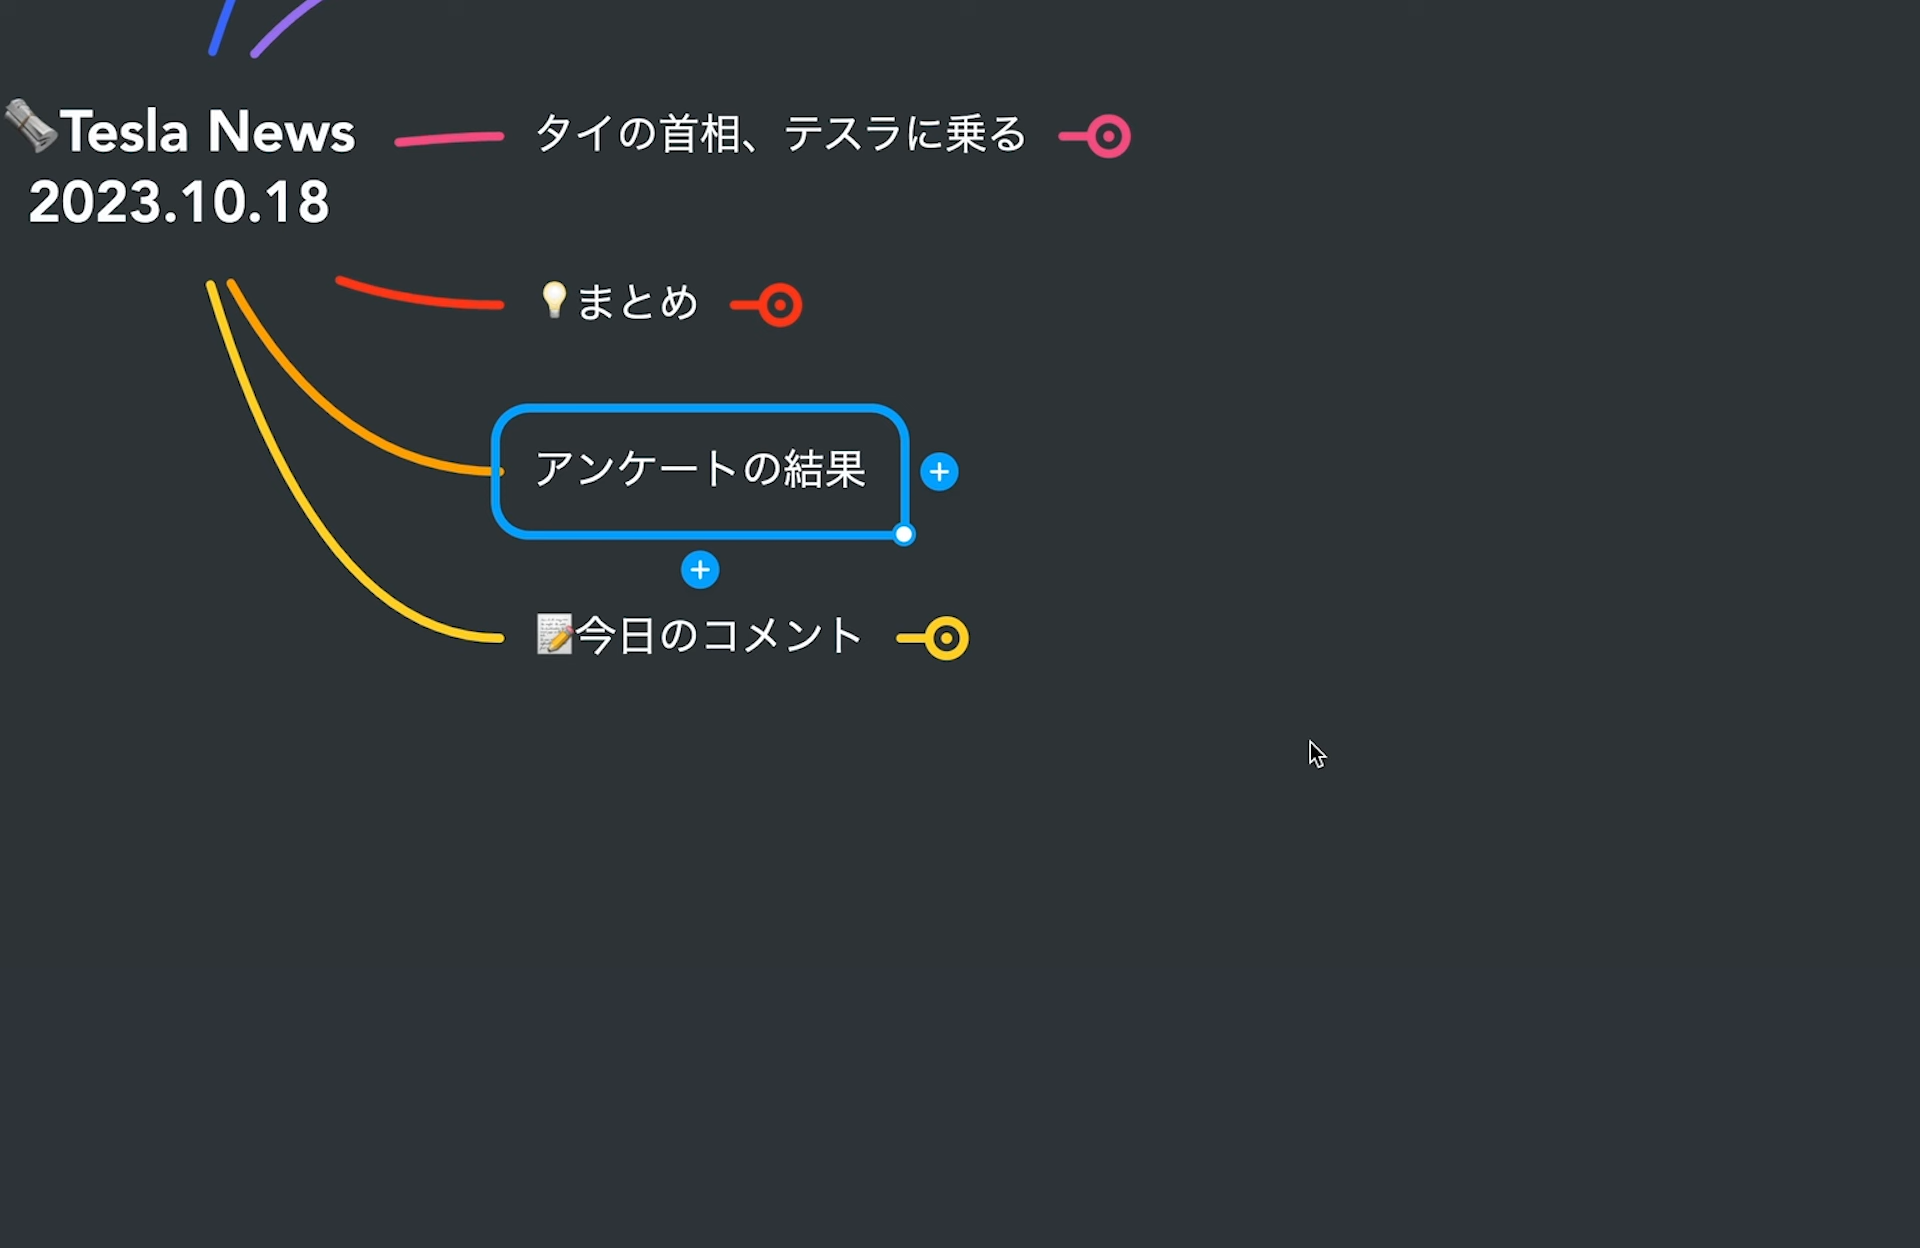 Tesla News
2023.10.18
タイの首相、テスラに乗る
まとめ
アンケートの結果
今日のコメント